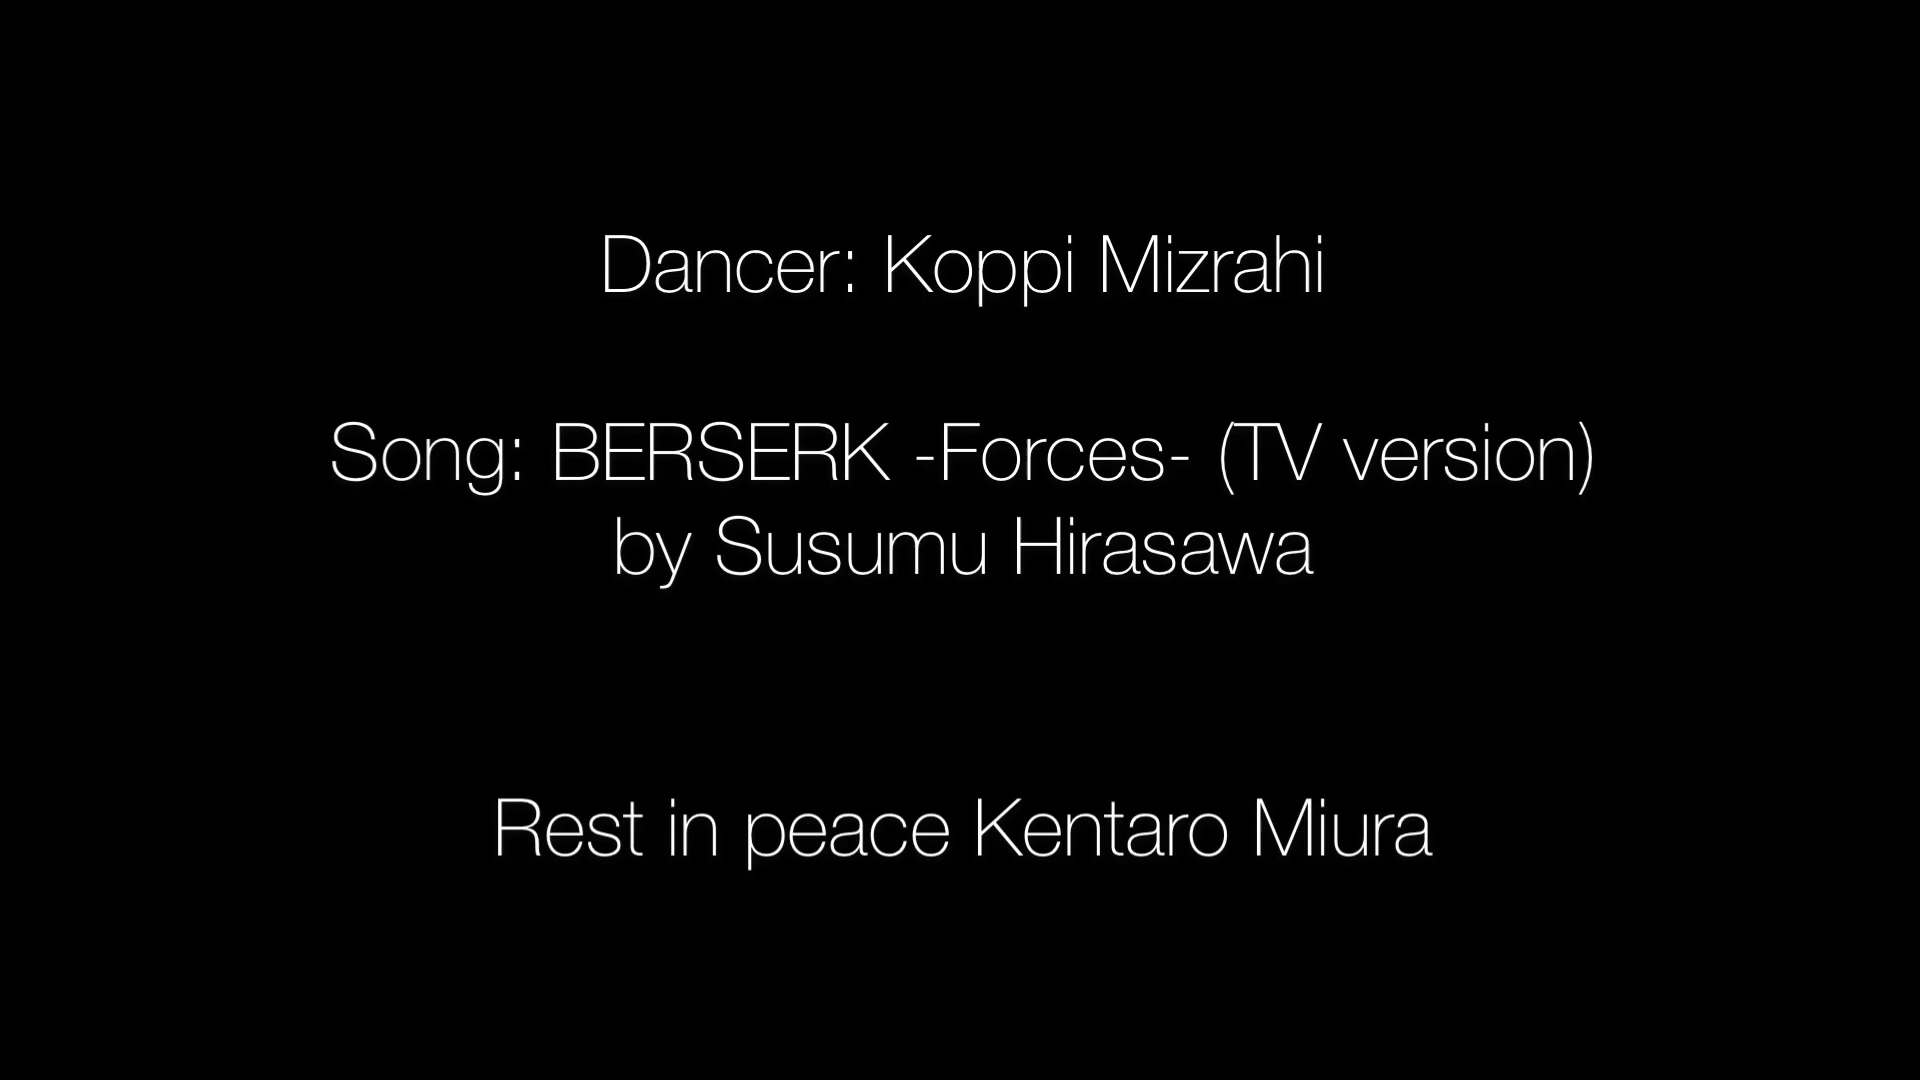 Dancer: Koppi Mizrahi
Song: BERSERK -Forces- (TV version)
by Susumu Hirasawa
Rest in peace Kentaro Miura